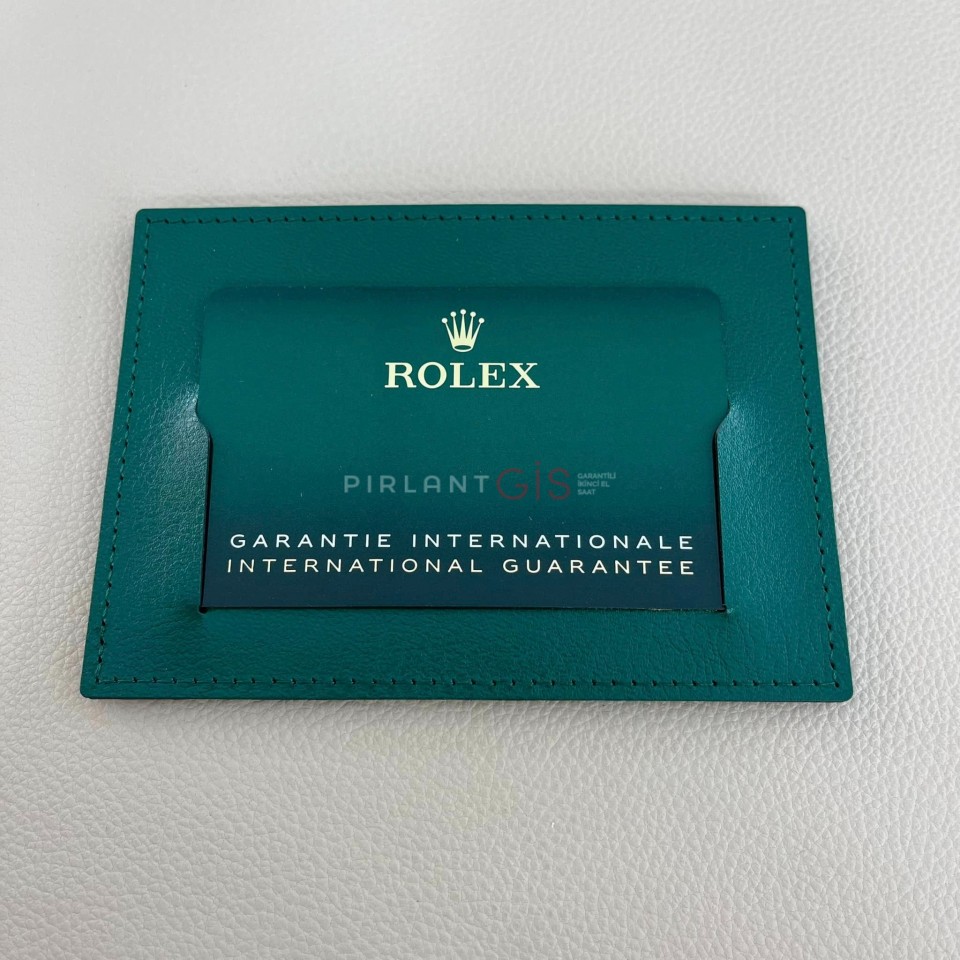 ROLEX
PIRLANTGİS
GARANTİLİ
İKİNCİ EL
SAAT
GARANTIE INTERNATIONALE
INTERNATIONAL GUARANTEE